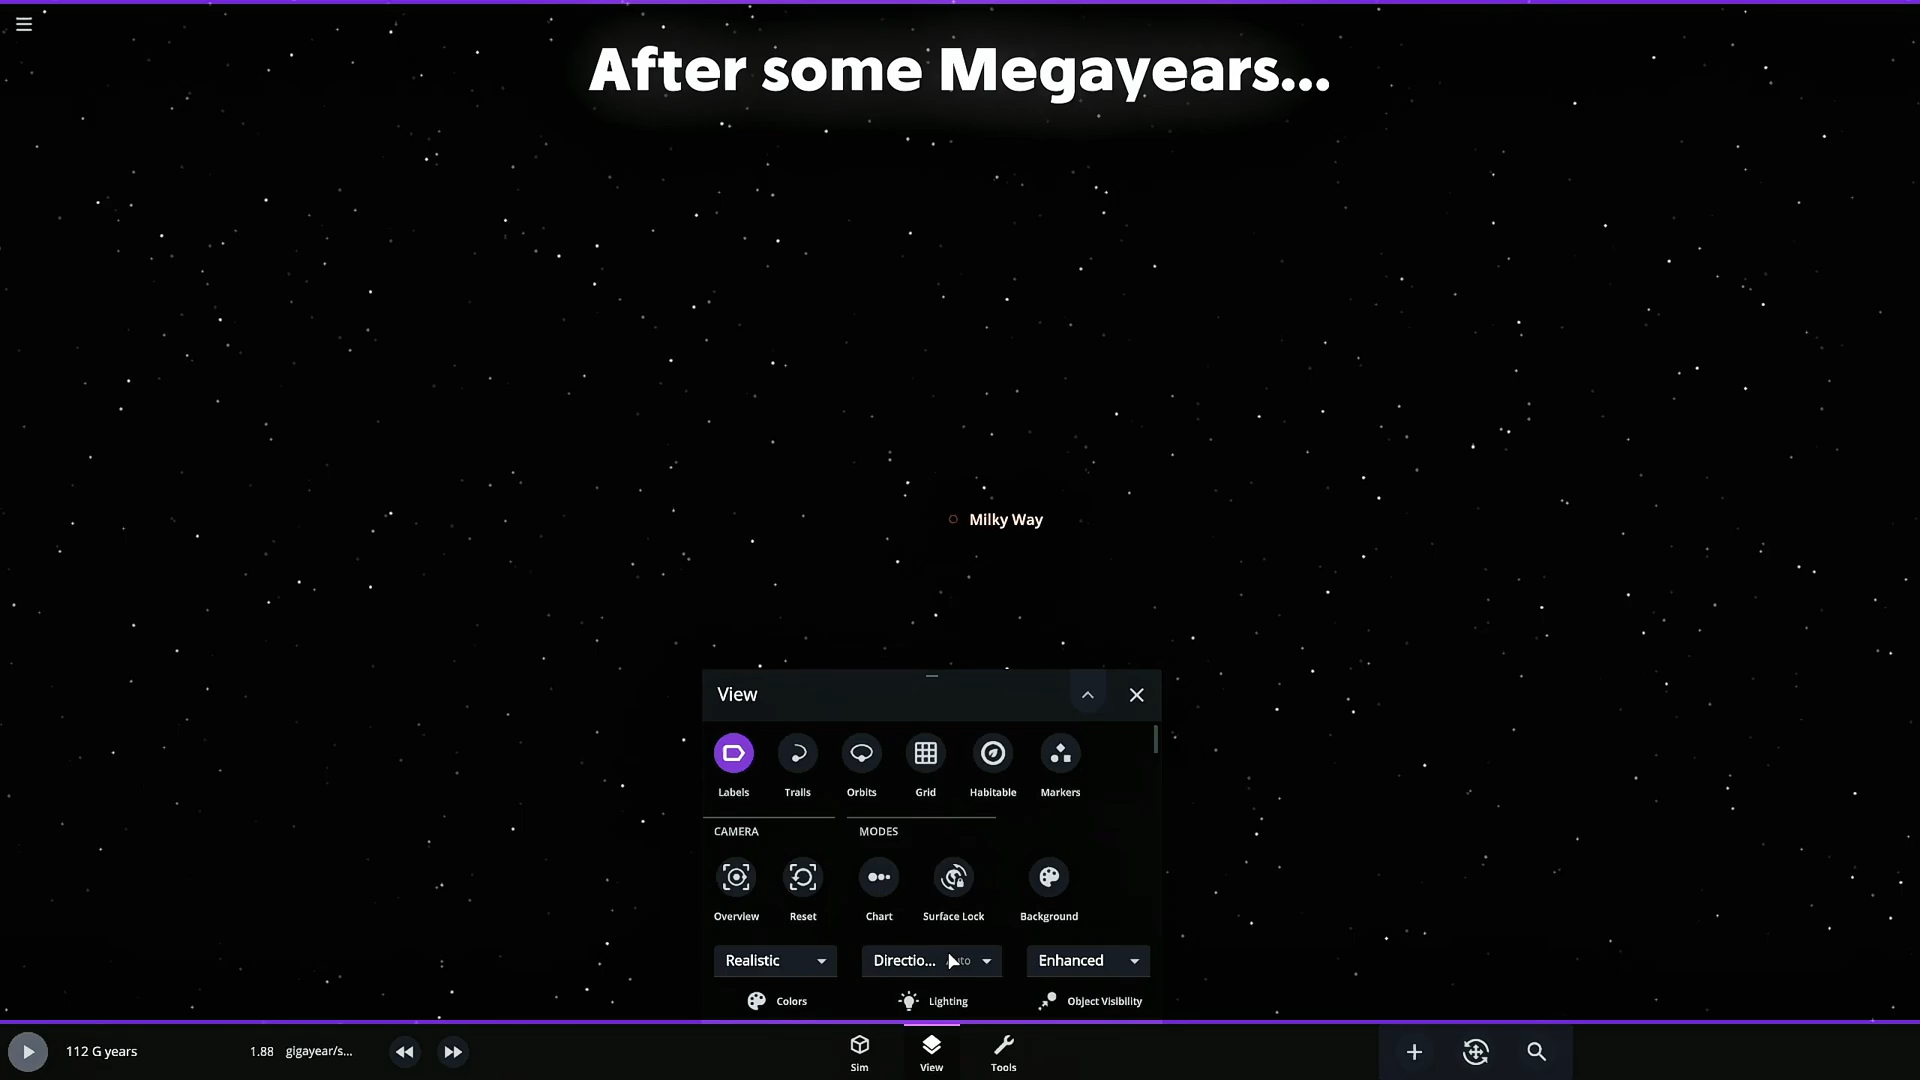 After some Megayears...
Milky Way
View
Labels Trails Orbits Grid Habitable Markers
CAMERA MODES
Overview Reset Chart Surface Lock Background
Realistic Directio... Enhanced
Colors Lighting Object Visibility
112 G years 1.88 gigayear/s...
Sim View Tools